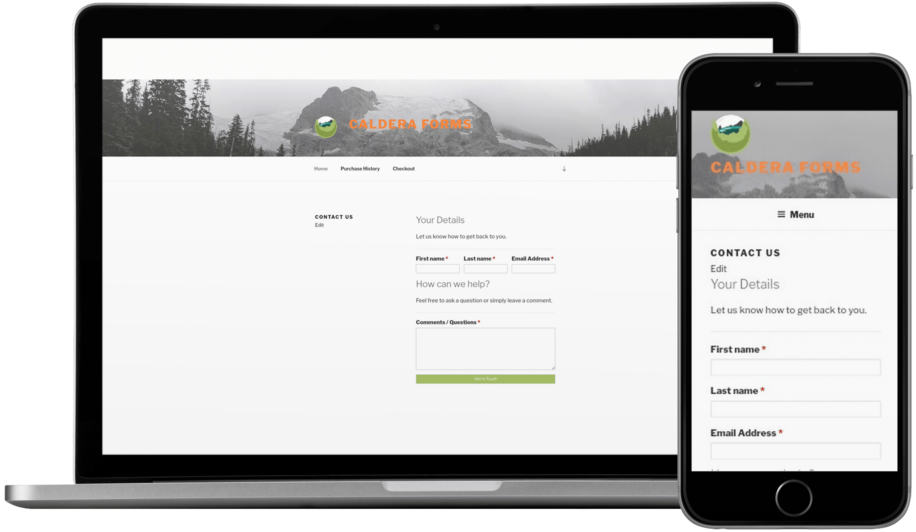 CALDERA FORMS
Home Purchase History Checkout
CONTACT US
Edit
Your Details
Let us know how to get back to you.
First name * Last name * Email Address *
How can we help?
Feel free to ask a question or simply leave a comment.
Comments / Questions *
CALDERA FORMS
Menu
CONTACT US
Edit
Your Details
Let us know how to get back to you.
First name *
Last name *
Email Address *